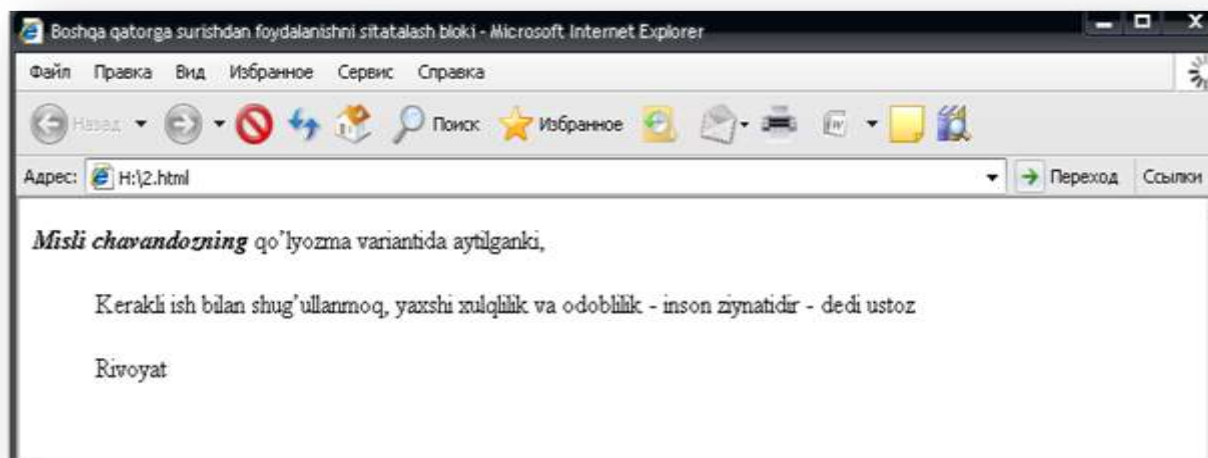 Boshqa qatorga surishdan foydalanishni sitatalash bloki - Microsoft Internet Explorer
Файл Правка Вид Избранное Сервис Справка
Назад Поиск Избранное
Адрес: H:\2.html Переход Ссылки
Misli chavandozning qo’lyozma variantida aytilganki,
Kerakli ish bilan shug’ullanmoq, yaxshi xulqlilik va odoblilik - inson ziynatidir - dedi ustoz
Rivoyat